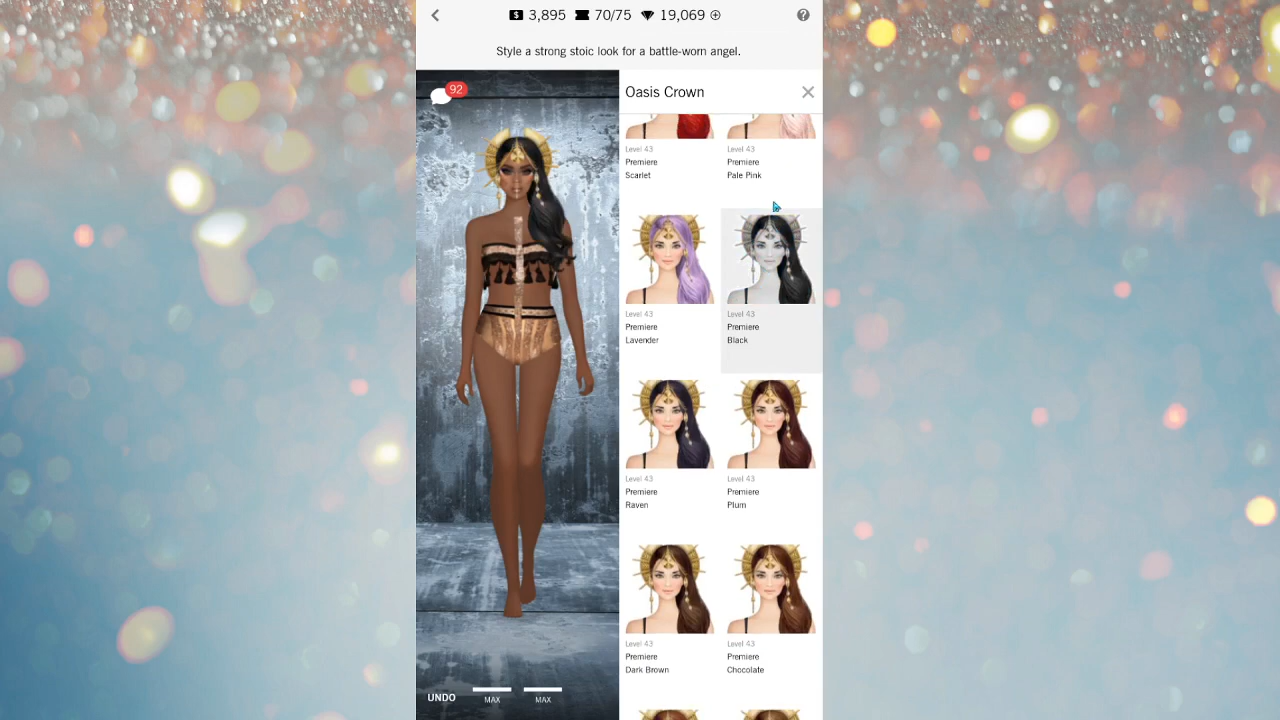 $ 3,895 70/75 19,069
Style a strong stoic look for a battle-worn angel.
92
Oasis Crown
Level 43
Premiere
Scarlet
Level 43
Premiere
Pale Pink
Level 43
Premiere
Lavender
Level 43
Premiere
Black
Level 43
Premiere
Raven
Level 43
Premiere
Plum
Level 43
Premiere
Dark Brown
Level 43
Premiere
Chocolate
UNDO
MAX
MAX